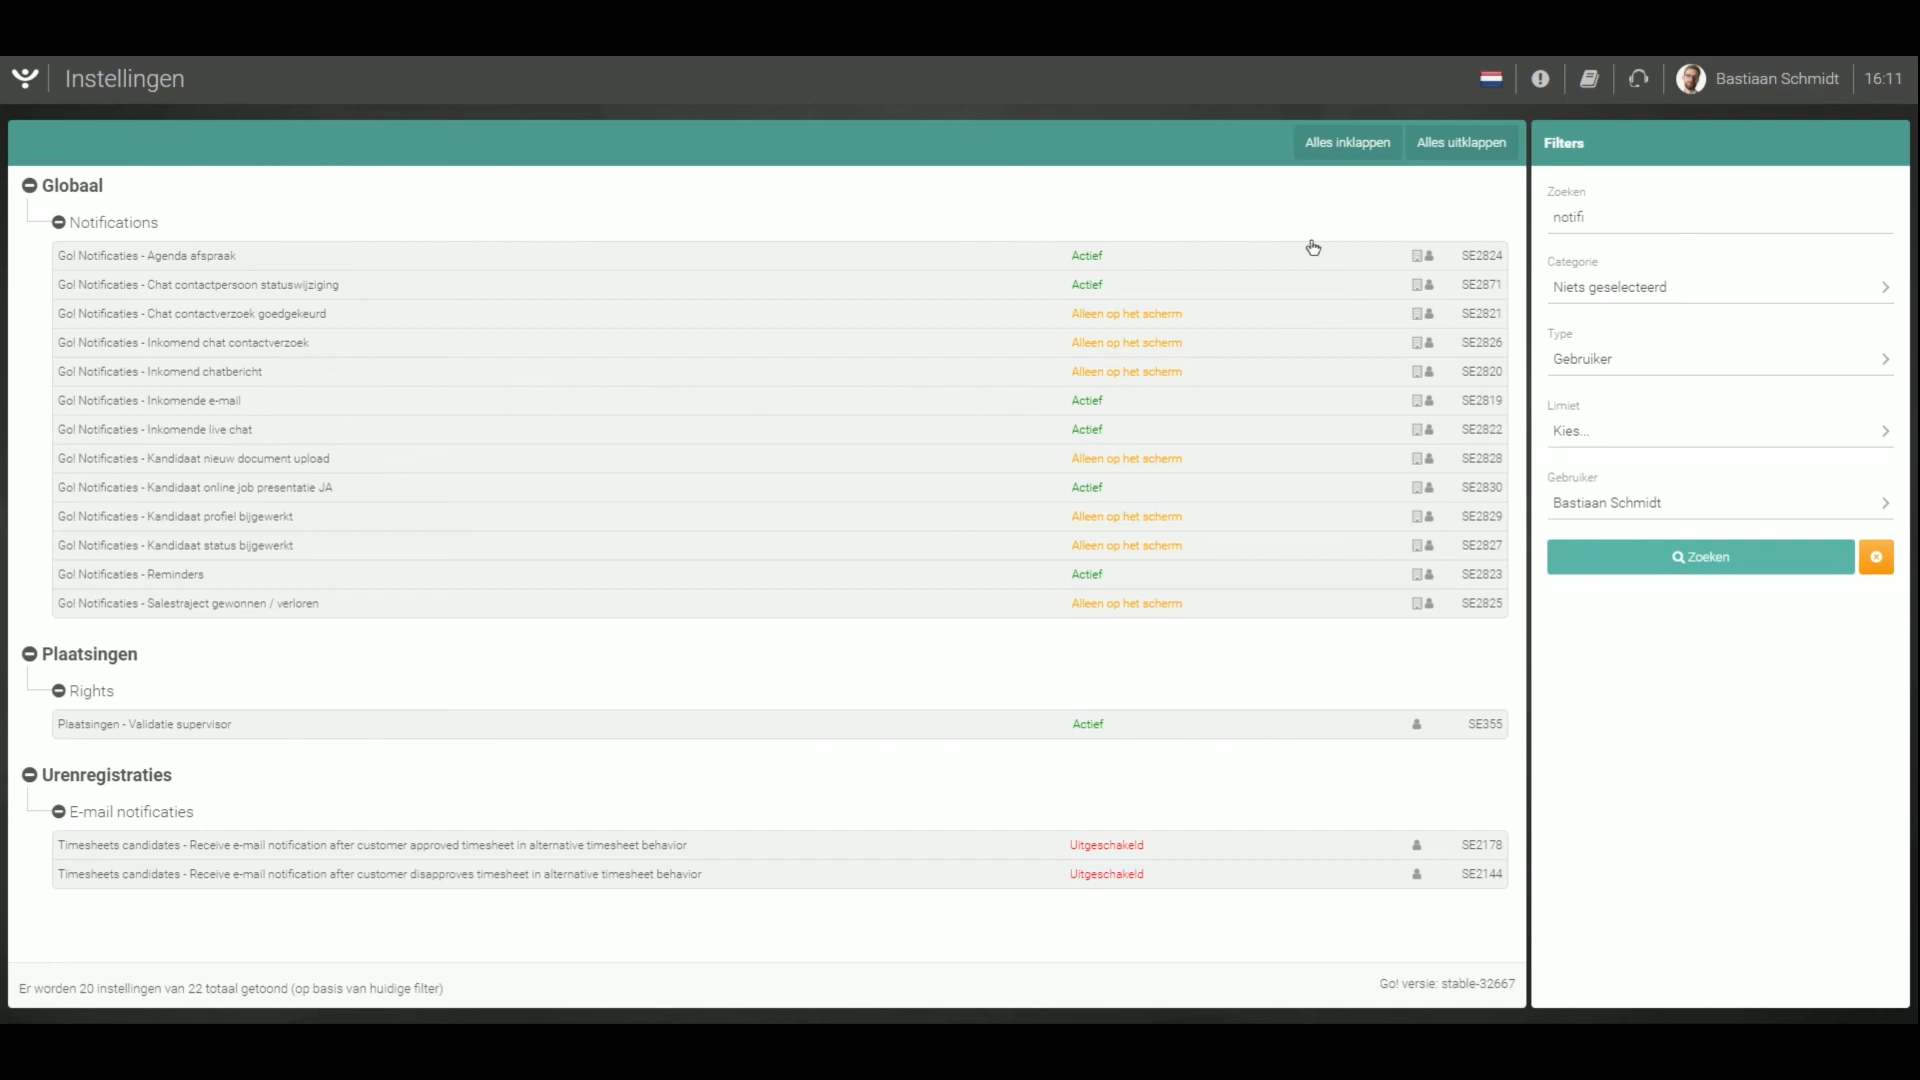 Instellingen
Bastiaan Schmidt
16:11
Alles inklappen
Alles uitklappen
Globaal
Notifications
Go! Notificaties - Agenda afspraak Actief SE2824
Go! Notificaties - Chat contactpersoon statuswijziging Actief SE2871
Go! Notificaties - Chat contactverzoek goedgekeurd Alleen op het scherm SE2821
Go! Notificaties - Inkomend chat contactverzoek Alleen op het scherm SE2826
Go! Notificaties - Inkomend chatbericht Alleen op het scherm SE2820
Go! Notificaties - Inkomende e-mail Actief SE2819
Go! Notificaties - Inkomende live chat Actief SE2822
Go! Notificaties - Kandidaat nieuw document upload Alleen op het scherm SE2828
Go! Notificaties - Kandidaat online job presentatie JA Actief SE2830
Go! Notificaties - Kandidaat profiel bijgewerkt Alleen op het scherm SE2829
Go! Notificaties - Kandidaat status bijgewerkt Alleen op het scherm SE2827
Go! Notificaties - Reminders Actief SE2823
Go! Notificaties - Salestraject gewonnen / verloren Alleen op het scherm SE2825
Plaatsingen
Rights
Plaatsingen - Validatie supervisor Actief SE355
Urenregistraties
E-mail notificaties
Timesheets candidates - Receive e-mail notification after customer approved timesheet in alternative timesheet behavior Uitgeschakeld SE2178
Timesheets candidates - Receive e-mail notification after customer disapproves timesheet in alternative timesheet behavior Uitgeschakeld SE2144
Er worden 20 instellingen van 22 totaal getoond (op basis van huidige filter)
Go! versie: stable-32667
Filters
Zoeken
notifi
Categorie
Niets geselecteerd
Type
Gebruiker
Limiet
Kies...
Gebruiker
Bastiaan Schmidt
Zoeken